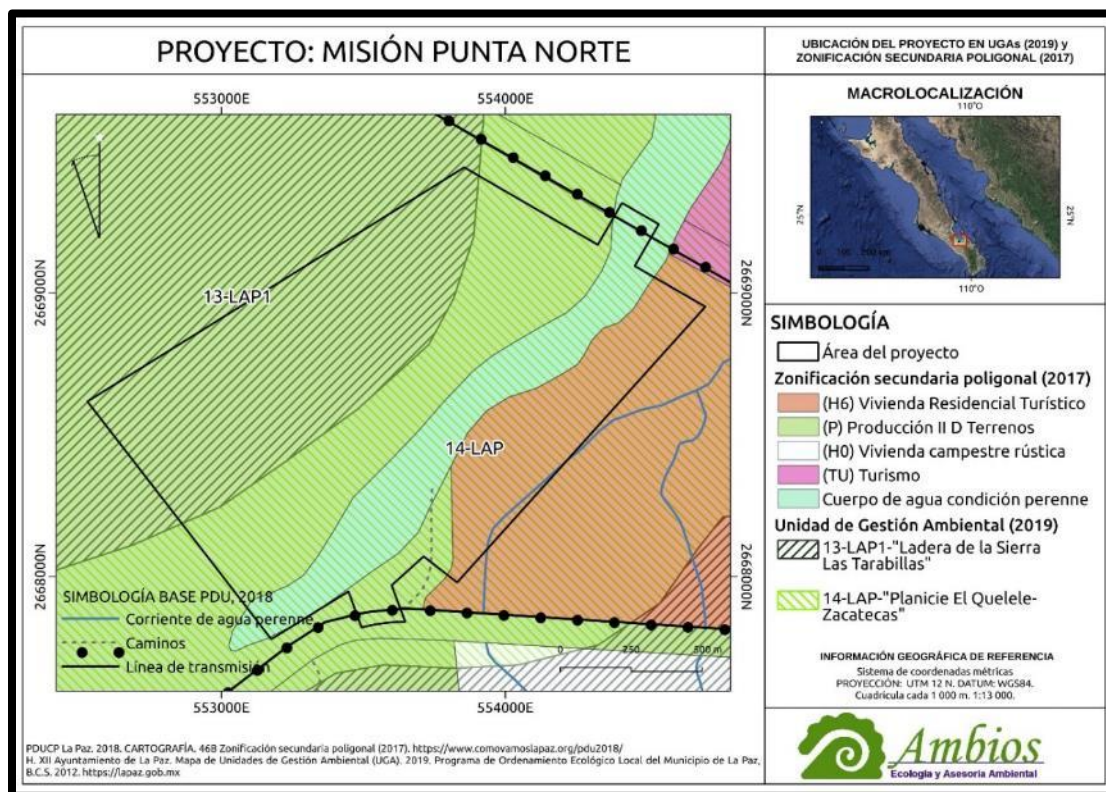 PROYECTO: MISIÓN PUNTA NORTE
UBICACIÓN DEL PROYECTO EN UGAs (2019) y
ZONIFICACIÓN SECUNDARIA POLIGONAL (2017)
553000E
554000E
2669000N
2669000N
13-LAP1
14-LAP
2668000N
2668000N
SIMBOLOGÍA BASE PDU, 2018
Corriente de agua perenne
Caminos
Línea de transmisión
0 250 500 m
553000E
554000E
MACROLOCALIZACIÓN
110°O
25°N
25°N
110°O
SIMBOLOGÍA
Área del proyecto
Zonificación secundaria poligonal (2017)
(H6) Vivienda Residencial Turístico
(P) Producción II D Terrenos
(H0) Vivienda campestre rústica
(TU) Turismo
Cuerpo de agua condición perenne
Unidad de Gestión Ambiental (2019)
13-LAP1-"Ladera de la Sierra
Las Tarabillas"
14-LAP-"Planicie El Quelele-
Zacatecas"
INFORMACIÓN GEOGRÁFICA DE REFERENCIA
Sistema de coordenadas métricas
PROYECCIÓN: UTM 12 N. DATUM: WGS84.
Cuadrícula cada 1 000 m. 1:13 000.
Ambios
Ecología y Asesoría Ambiental
PDUCP La Paz. 2018. CARTOGRAFÍA. 46B Zonificación secundaria poligonal (2017). https://www.comovamoslapaz.org/pdu2018/
H. XII Ayuntamiento de La Paz. Mapa de Unidades de Gestión Ambiental (UGA). 2019. Programa de Ordenamiento Ecológico Local del Municipio de La Paz,
B.C.S. 2012. https://lapaz.gob.mx